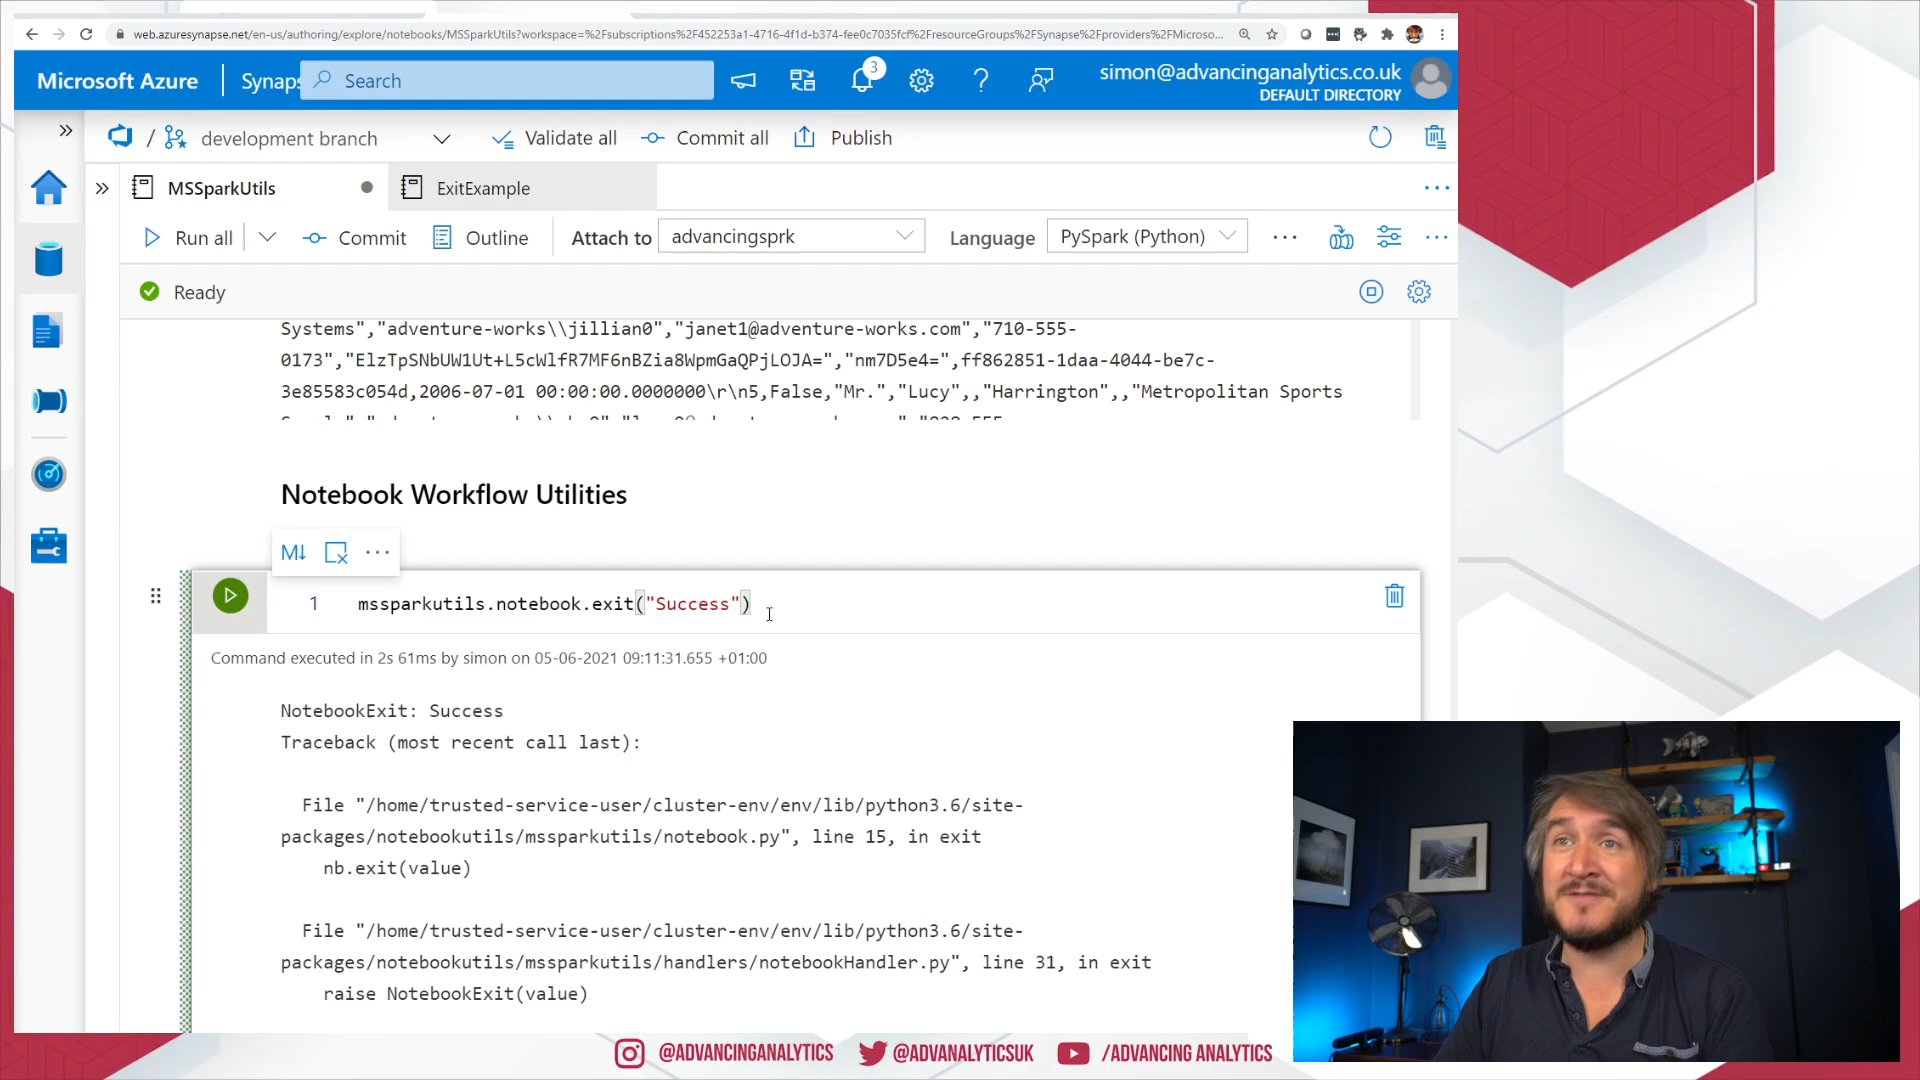 web.azuresynapse.net/en-us/authoring/explore/notebooks/MSSparkUtils?workspace=%2Fsubscriptions%2F452253a1-4716-4f1d-b374-fee0c7035fcf%2FresourceGroups%2FSynapse%2Fproviders%2FMicroso...
Microsoft Azure
Synaps
Search
3
simon@advancinganalytics.co.uk
DEFAULT DIRECTORY
/ development branch
Validate all
Commit all
Publish
MSSparkUtils
ExitExample
Run all
Commit
Outline
Attach to
advancingsprk
Language
PySpark (Python)
Ready
Systems","adventure-works\\jillian0","janet1@adventure-works.com","710-555-
0173","ElzTpSNbUW1Ut+L5cWlfR7MF6nBZia8WpmGaQPjLOJA=","nm7D5e4=",ff862851-1daa-4044-be7c-
3e85583c054d,2006-07-01 00:00:00.0000000\r\n5,False,"Mr.","Lucy",,"Harrington",,"Metropolitan Sports
Notebook Workflow Utilities
M↓
1 mssparkutils.notebook.exit("Success")
Command executed in 2s 61ms by simon on 05-06-2021 09:11:31.655 +01:00
NotebookExit: Success
Traceback (most recent call last):
File "/home/trusted-service-user/cluster-env/env/lib/python3.6/site-
packages/notebookutils/mssparkutils/notebook.py", line 15, in exit
nb.exit(value)
File "/home/trusted-service-user/cluster-env/env/lib/python3.6/site-
packages/notebookutils/mssparkutils/handlers/notebookHandler.py", line 31, in exit
raise NotebookExit(value)
@ADVANCINGANALYTICS
@ADVANALYTICSUK
/ADVANCING ANALYTICS